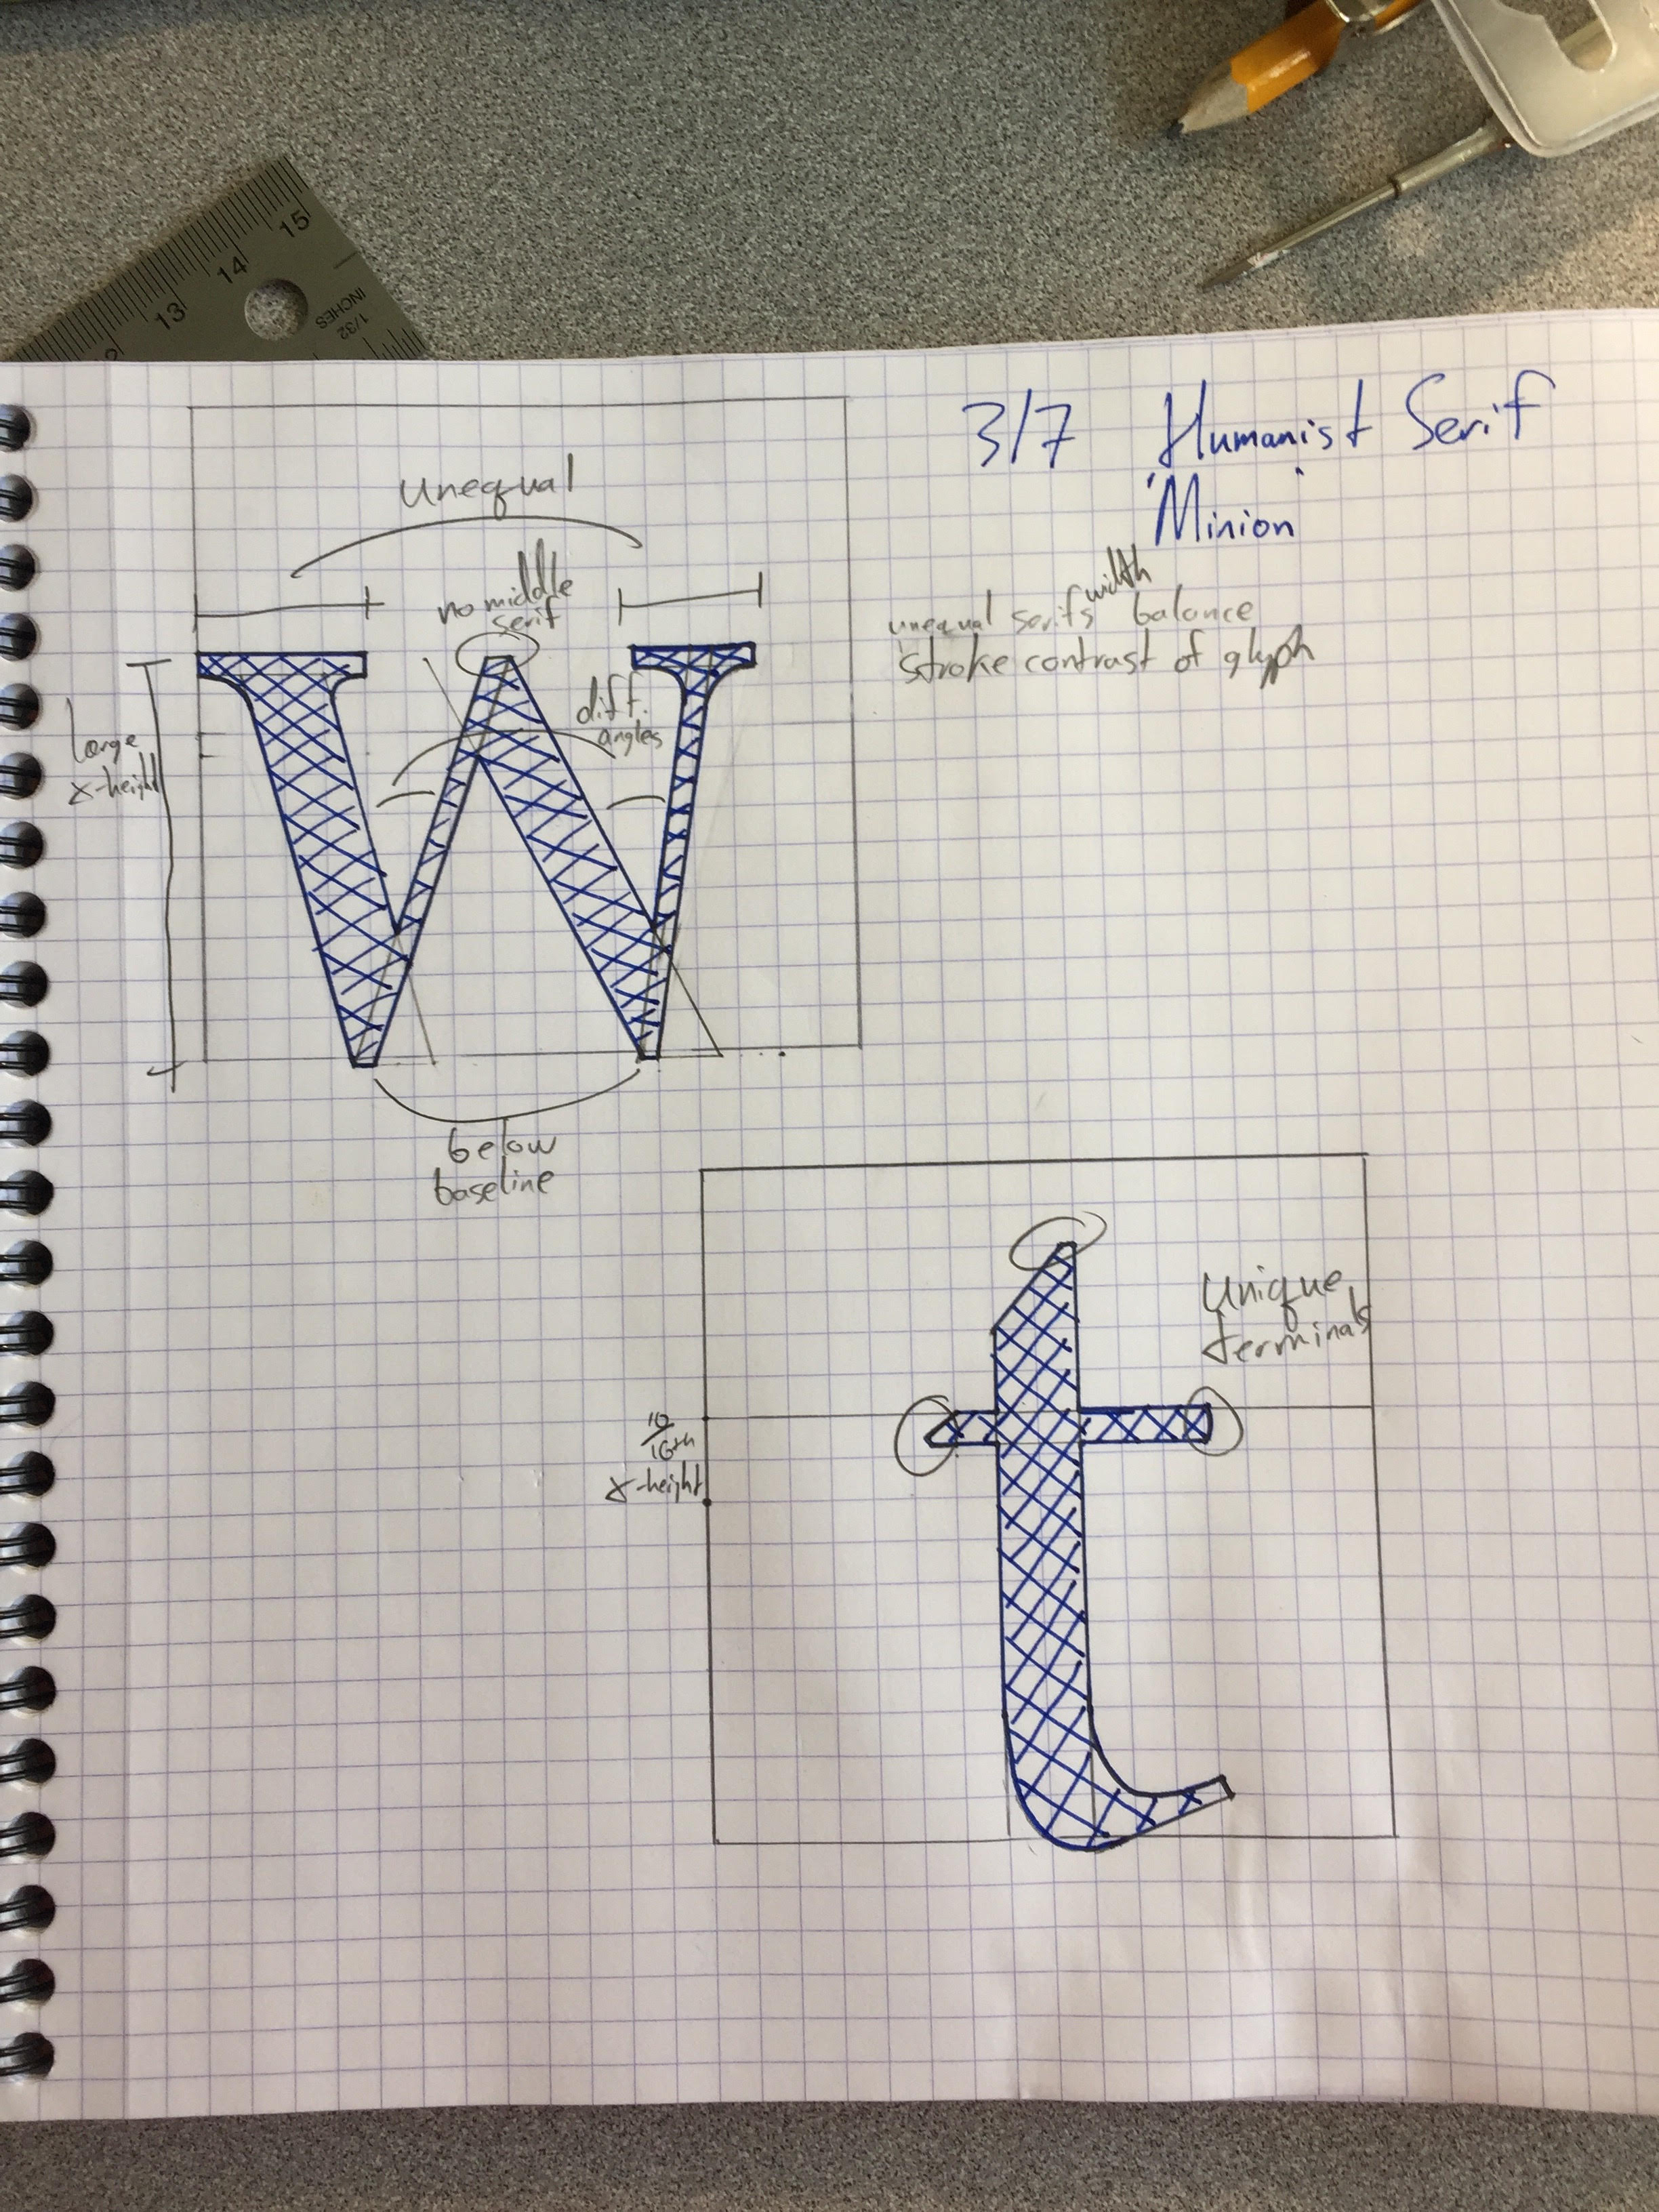 15
14
13
INCHES
1/32
3/7 Humanist Serif
"Minion"
unequal
no middle
serif
unequal serifs width balance
stroke contrast of glyph
W
diff.
angles
large
x-height
below
baseline
t
unique
terminals
10/16th
x-height